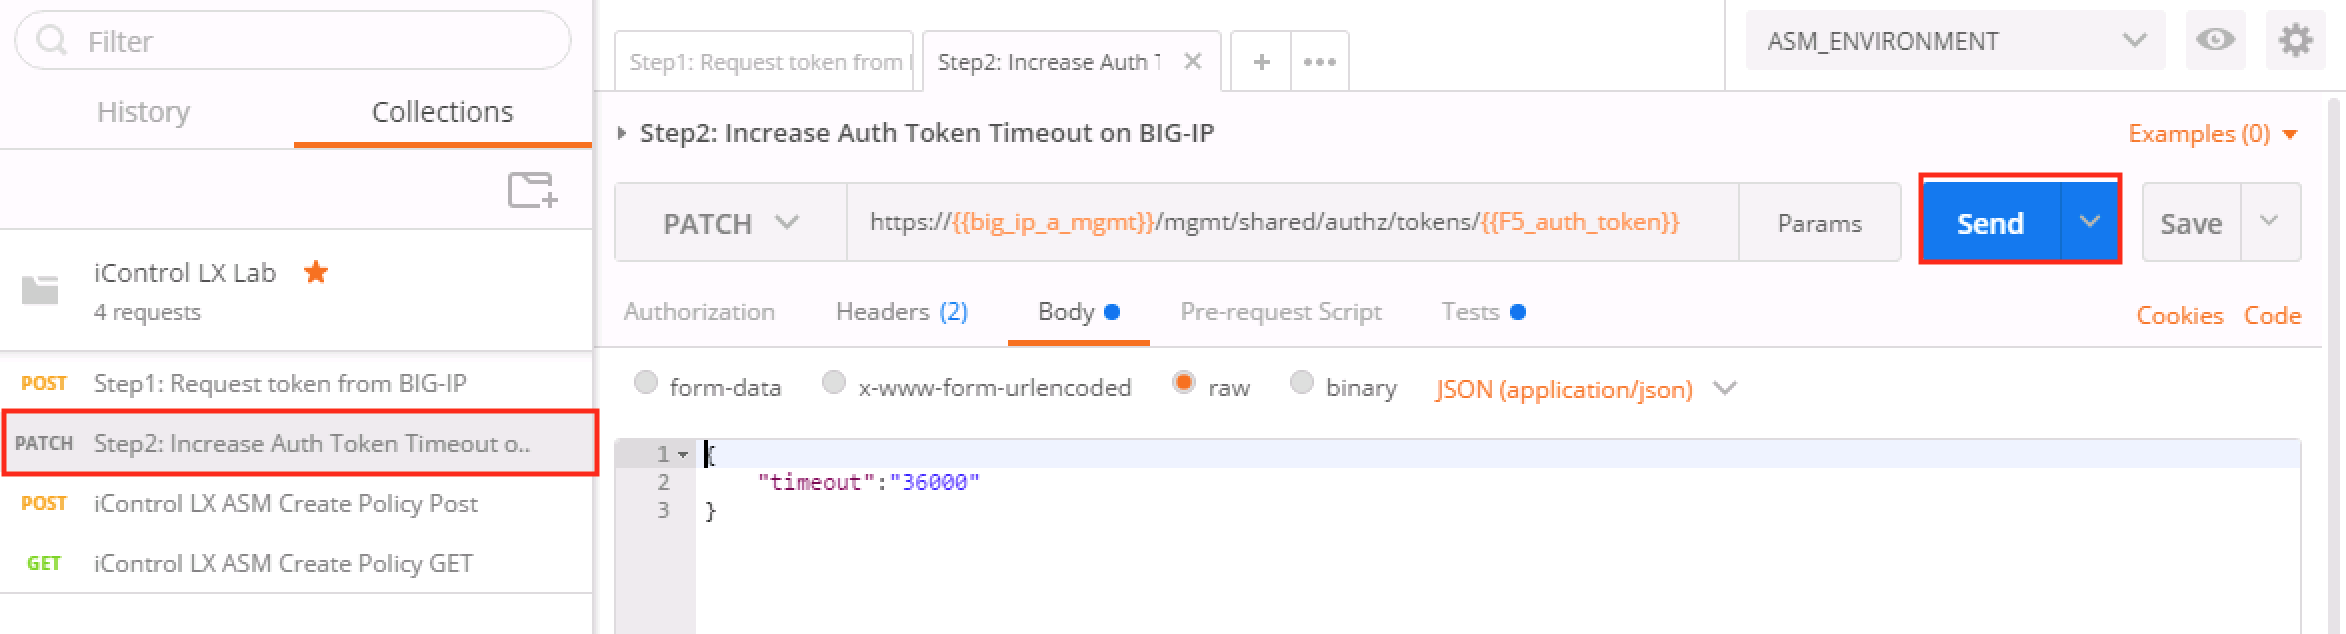 Filter
History
Collections
iControl LX Lab
4 requests
POST Step1: Request token from BIG-IP
PATCH Step2: Increase Auth Token Timeout o..
POST iControl LX ASM Create Policy Post
GET iControl LX ASM Create Policy GET
Step1: Request token from
Step2: Increase Auth
+
•••
ASM_ENVIRONMENT
Step2: Increase Auth Token Timeout on BIG-IP
Examples (0)
PATCH
https://{{big_ip_a_mgmt}}/mgmt/shared/authz/tokens/{{F5_auth_token}}
Params
Send
Save
Authorization
Headers (2)
Body
Pre-request Script
Tests
Cookies
Code
form-data
x-www-form-urlencoded
raw
binary
JSON (application/json)
1 {
2 "timeout":"36000"
3 }